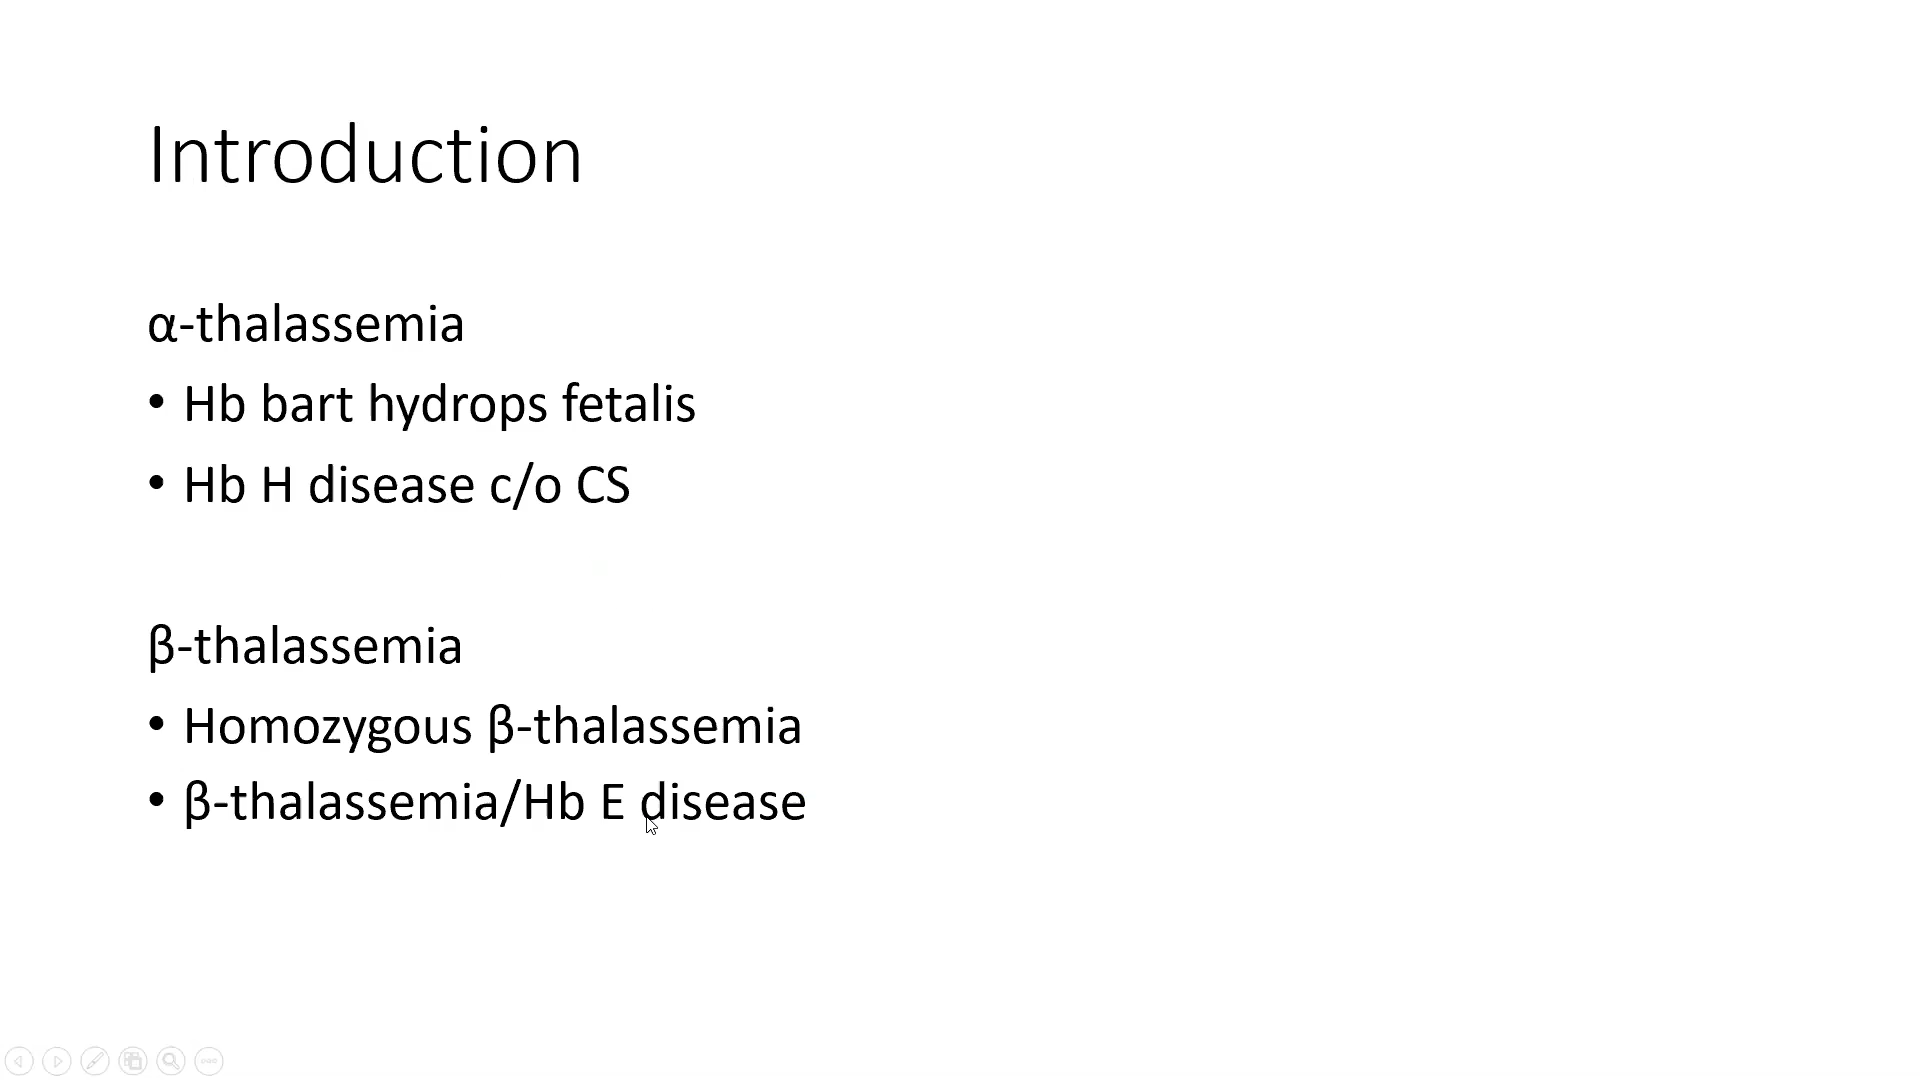 Introduction
α-thalassemia
• Hb bart hydrops fetalis
• Hb H disease c/o CS
β-thalassemia
• Homozygous β-thalassemia
• β-thalassemia/Hb E disease